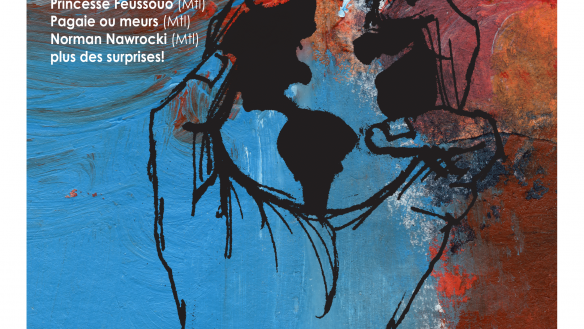 Princesse Feussouo (Mtl)
Pagaie ou meurs (Mtl)
Norman Nawrocki (Mtl)
plus des surprises!